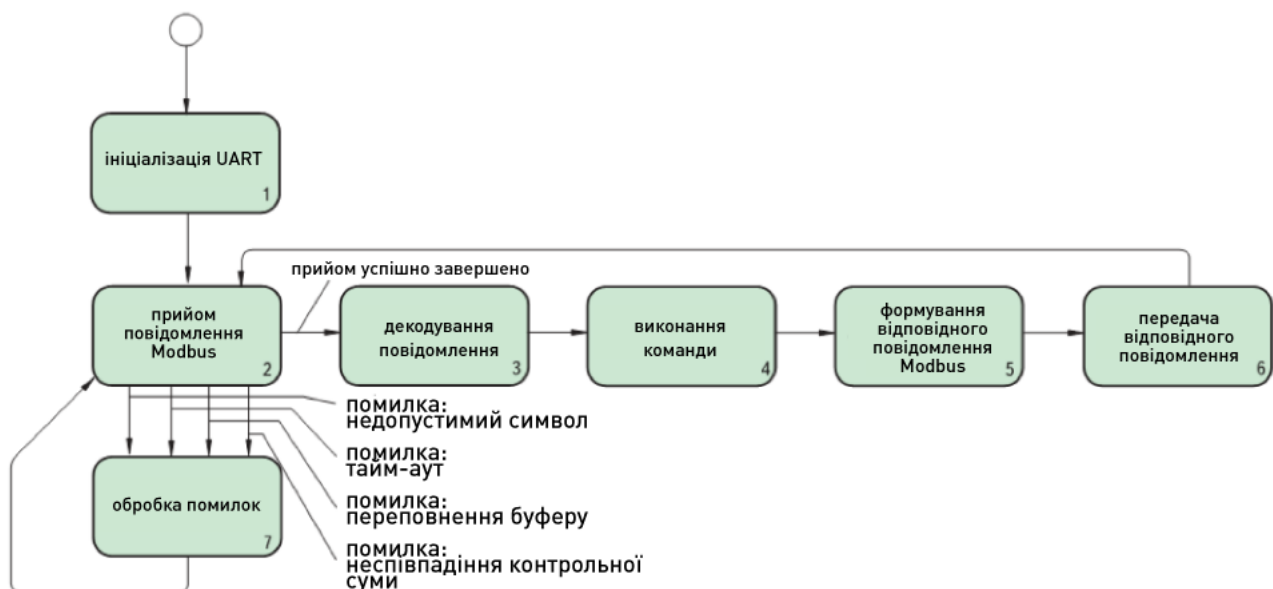 ініціалізація UART
1
прийом успішно завершено
прийом
повідомлення
Modbus
2
декодування
повідомлення
3
виконання
команди
4
формування
відповідного
повідомлення
Modbus
5
передача
відповідного
повідомлення
6
помилка:
недопустимий символ
помилка:
тайм-аут
помилка:
переповнення буферу
помилка:
неспівпадіння контрольної
суми
обробка помилок
7